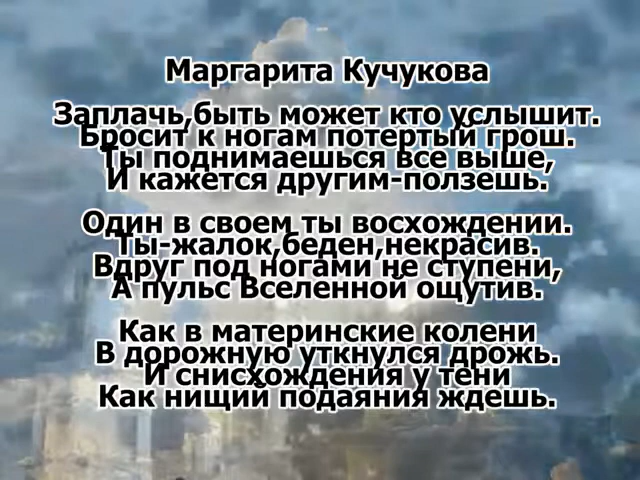 Маргарита Кучукова
Заплачь,быть может кто услышит.
Бросит к ногам потертый грош.
Ты поднимаешься все выше,
И кажется другим-ползешь.
Один в своем ты восхождении.
Ты-жалок,беден,некрасив.
Вдруг под ногами не ступени,
А пульс Вселенной ощутив.
Как в материнские колени
В дорожную уткнулся дрожь.
И снисхождения у тени
Как нищий подаяния ждешь.